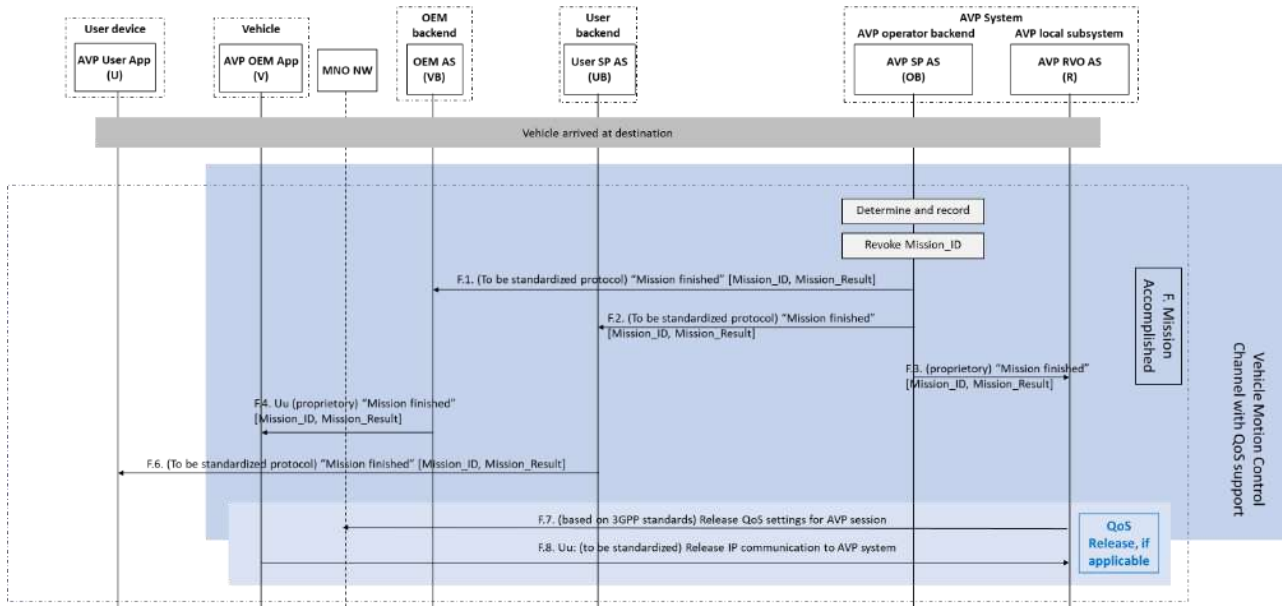 User device
Vehicle
OEM
backend
User
backend
AVP System
AVP operator backend
AVP local subsystem
AVP User App
(U)
AVP OEM App
(V)
MNO NW
OEM AS
(VB)
User SP AS
(UB)
AVP SP AS
(OB)
AVP RVO AS
(R)
Vehicle arrived at destination
Determine and record
Revoke Mission_ID
F.1. (To be standardized protocol) “Mission finished” [Mission_ID, Mission_Result]
F.2. (To be standardized protocol) “Mission finished”
[Mission_ID, Mission_Result]
F.3. (proprietary) “Mission finished”
[Mission_ID, Mission_Result]
F.4. Uu (proprietory) “Mission finished”
[Mission_ID, Mission_Result]
F.6. (To be standardized protocol) “Mission finished” [Mission_ID, Mission_Result]
F.7. (based on 3GPP standards) Release QoS settings for AVP session
F.8. Uu: (to be standardized) Release IP communication to AVP system
F. Mission
Accomplished
Vehicle Motion Control
Channel with QoS support
QoS
Release, if
applicable